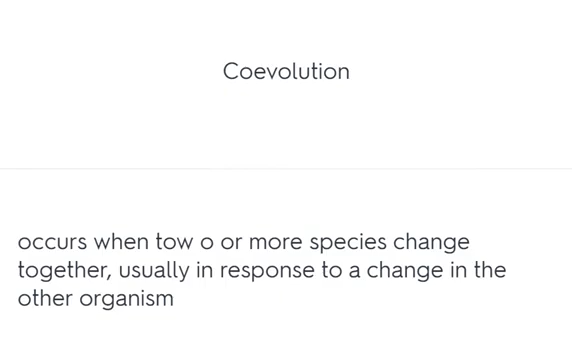 Coevolution
occurs when tow o or more species change
together, usually in response to a change in the
other organism